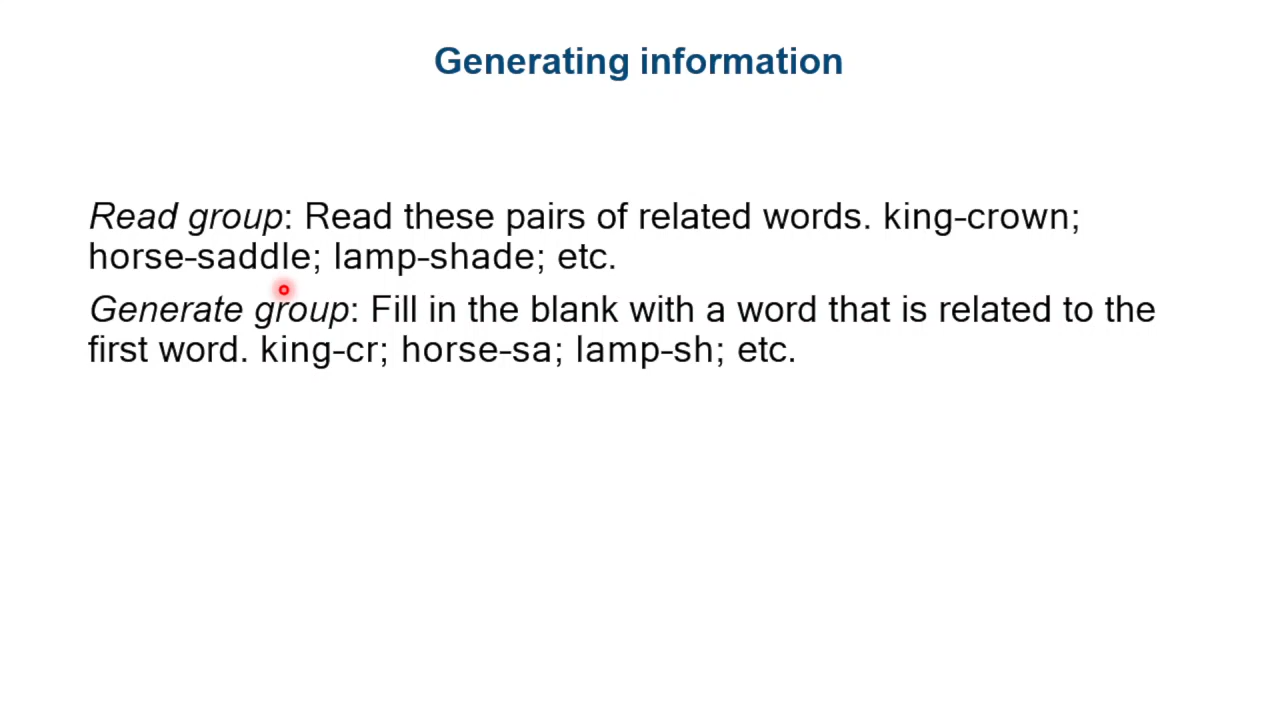 Generating information
Read group: Read these pairs of related words. king-crown;
horse-saddle; lamp-shade; etc.
Generate group: Fill in the blank with a word that is related to the
first word. king-cr; horse-sa; lamp-sh; etc.